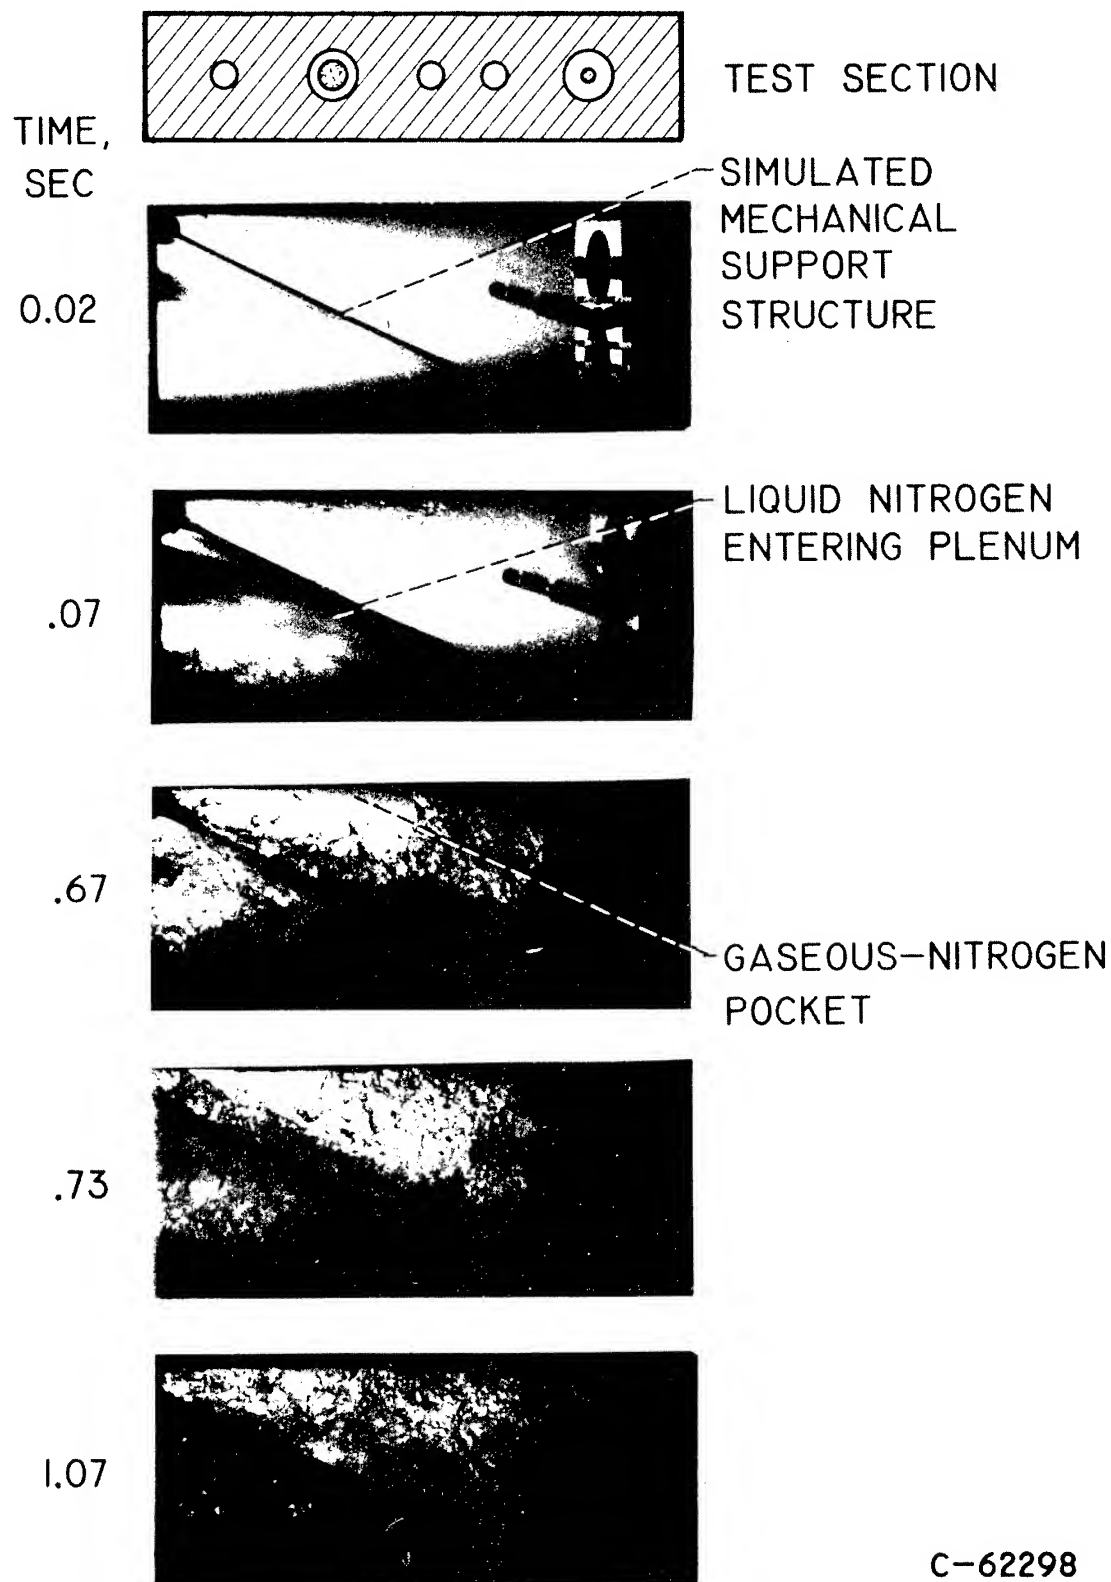 TEST SECTION
TIME,
SEC
SIMULATED
MECHANICAL
SUPPORT
STRUCTURE
0.02
LIQUID NITROGEN
ENTERING PLENUM
.07
.67
GASEOUS-NITROGEN
POCKET
.73
1.07
C-62298